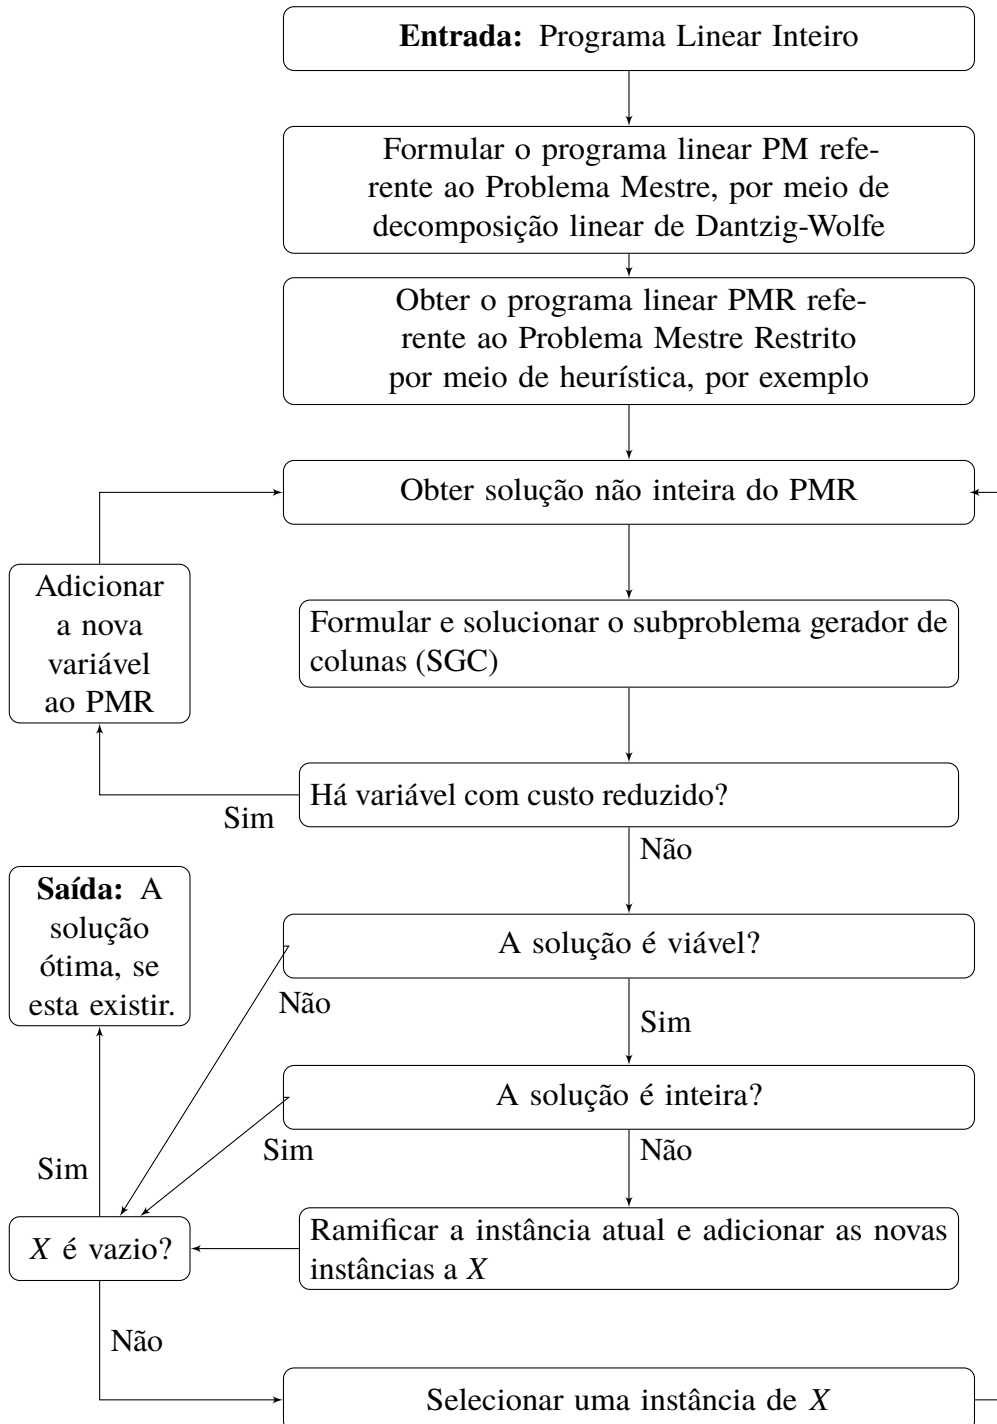 Entrada: Programa Linear Inteiro
Formular o programa linear PM refe-
rente ao Problema Mestre, por meio de
decomposição linear de Dantzig-Wolfe
Obter o programa linear PMR refe-
rente ao Problema Mestre Restrito
por meio de heurística, por exemplo
Obter solução não inteira do PMR
Adicionar
a nova
variável
ao PMR
Formular e solucionar o subproblema gerador de
colunas (SGC)
Há variável com custo reduzido?
Sim
Não
Saída: A
solução
ótima, se
esta existir.
A solução é viável?
Não
Sim
A solução é inteira?
Sim
Não
Sim
X é vazio?
Ramificar a instância atual e adicionar as novas
instâncias a X
Não
Selecionar uma instância de X